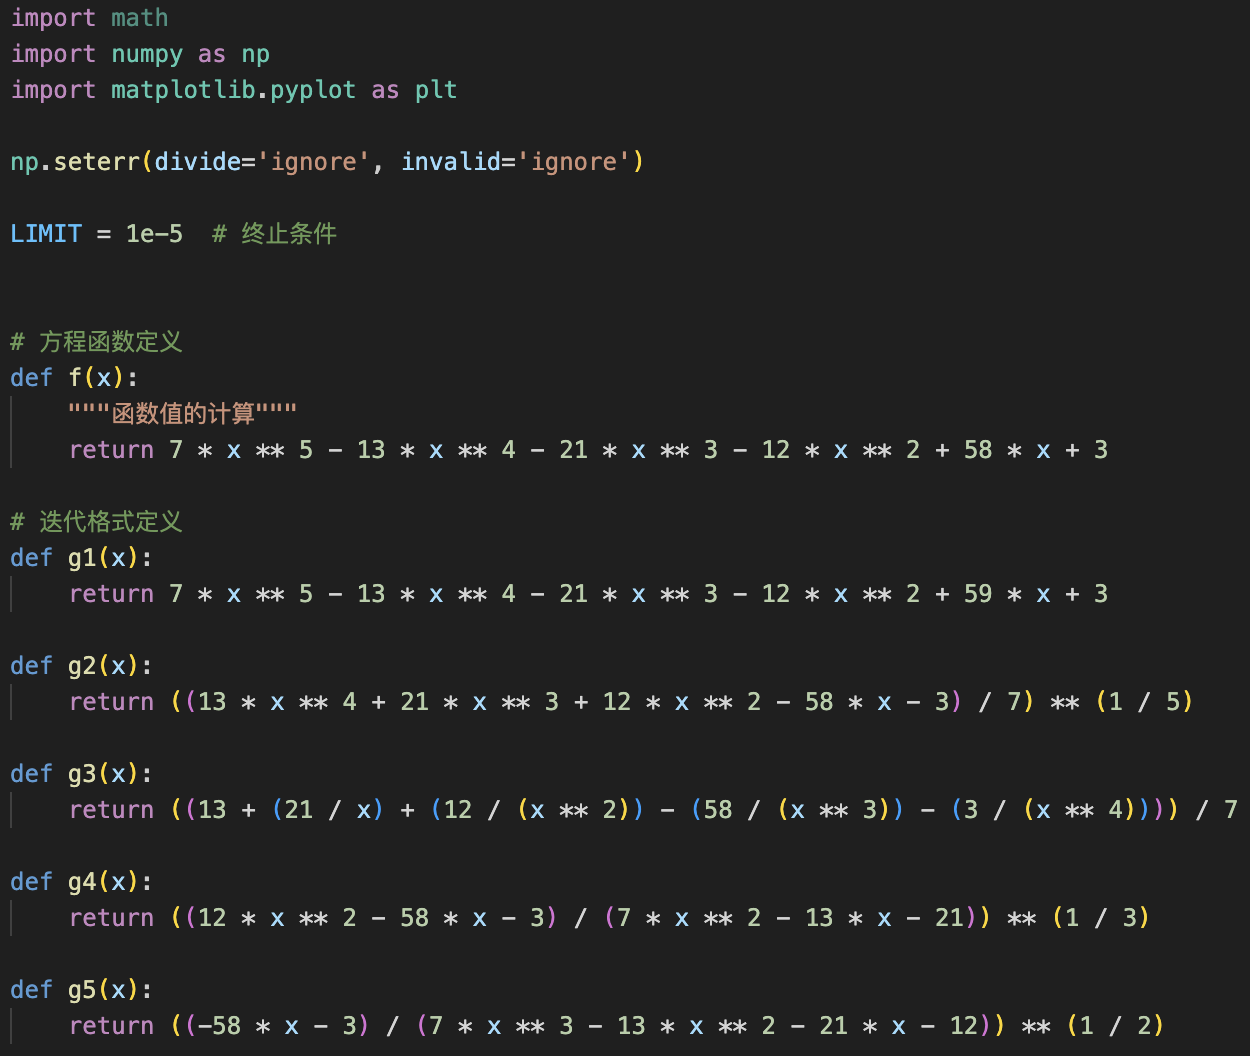 import math
import numpy as np
import matplotlib.pyplot as plt

np.seterr(divide='ignore', invalid='ignore')

LIMIT = 1e-5  # 终止条件


# 方程函数定义
def f(x):
    """函数值的计算"""
    return 7 * x ** 5 - 13 * x ** 4 - 21 * x ** 3 - 12 * x ** 2 + 58 * x + 3

# 迭代格式定义
def g1(x):
    return 7 * x ** 5 - 13 * x ** 4 - 21 * x ** 3 - 12 * x ** 2 + 59 * x + 3

def g2(x):
    return ((13 * x ** 4 + 21 * x ** 3 + 12 * x ** 2 - 58 * x - 3) / 7) ** (1 / 5)

def g3(x):
    return ((13 + (21 / x) + (12 / (x ** 2)) - (58 / (x ** 3)) - (3 / (x ** 4)))) / 7

def g4(x):
    return ((12 * x ** 2 - 58 * x - 3) / (7 * x ** 2 - 13 * x - 21)) ** (1 / 3)

def g5(x):
    return ((-58 * x - 3) / (7 * x ** 3 - 13 * x ** 2 - 21 * x - 12)) ** (1 / 2)